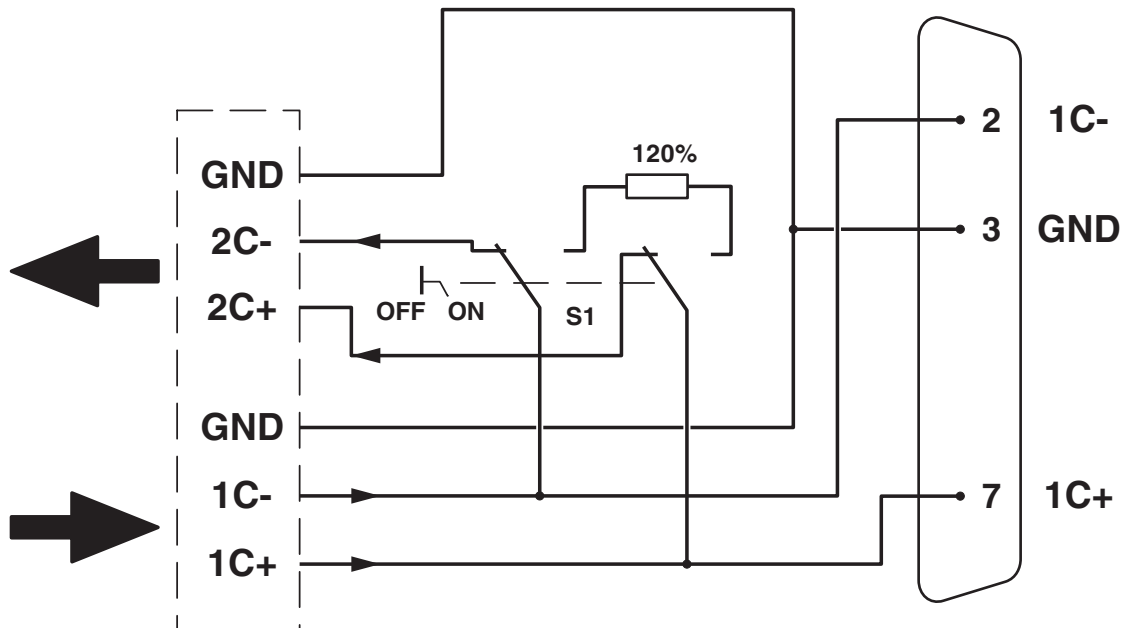 GND
2C-
2C+
GND
1C-
1C+
OFF ON
S1
120%
2 1C-
3 GND
7 1C+